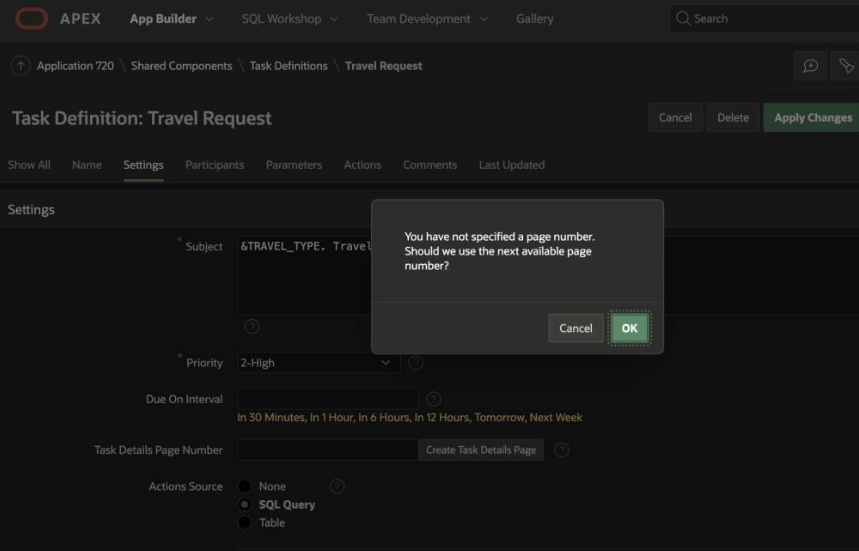 APEX App Builder SQL Workshop Team Development Gallery Search
Application 720 \ Shared Components \ Task Definitions \ Travel Request
Task Definition: Travel Request Cancel Delete Apply Changes
Show All Name Settings Participants Parameters Actions Comments Last Updated
Settings
You have not specified a page number.
Should we use the next available page
number?
Cancel OK
* Subject &TRAVEL_TYPE. Travel
* Priority 2-High
Due On Interval
In 30 Minutes, In 1 Hour, In 6 Hours, In 12 Hours, Tomorrow, Next Week
Task Details Page Number Create Task Details Page
Actions Source None
SQL Query
Table